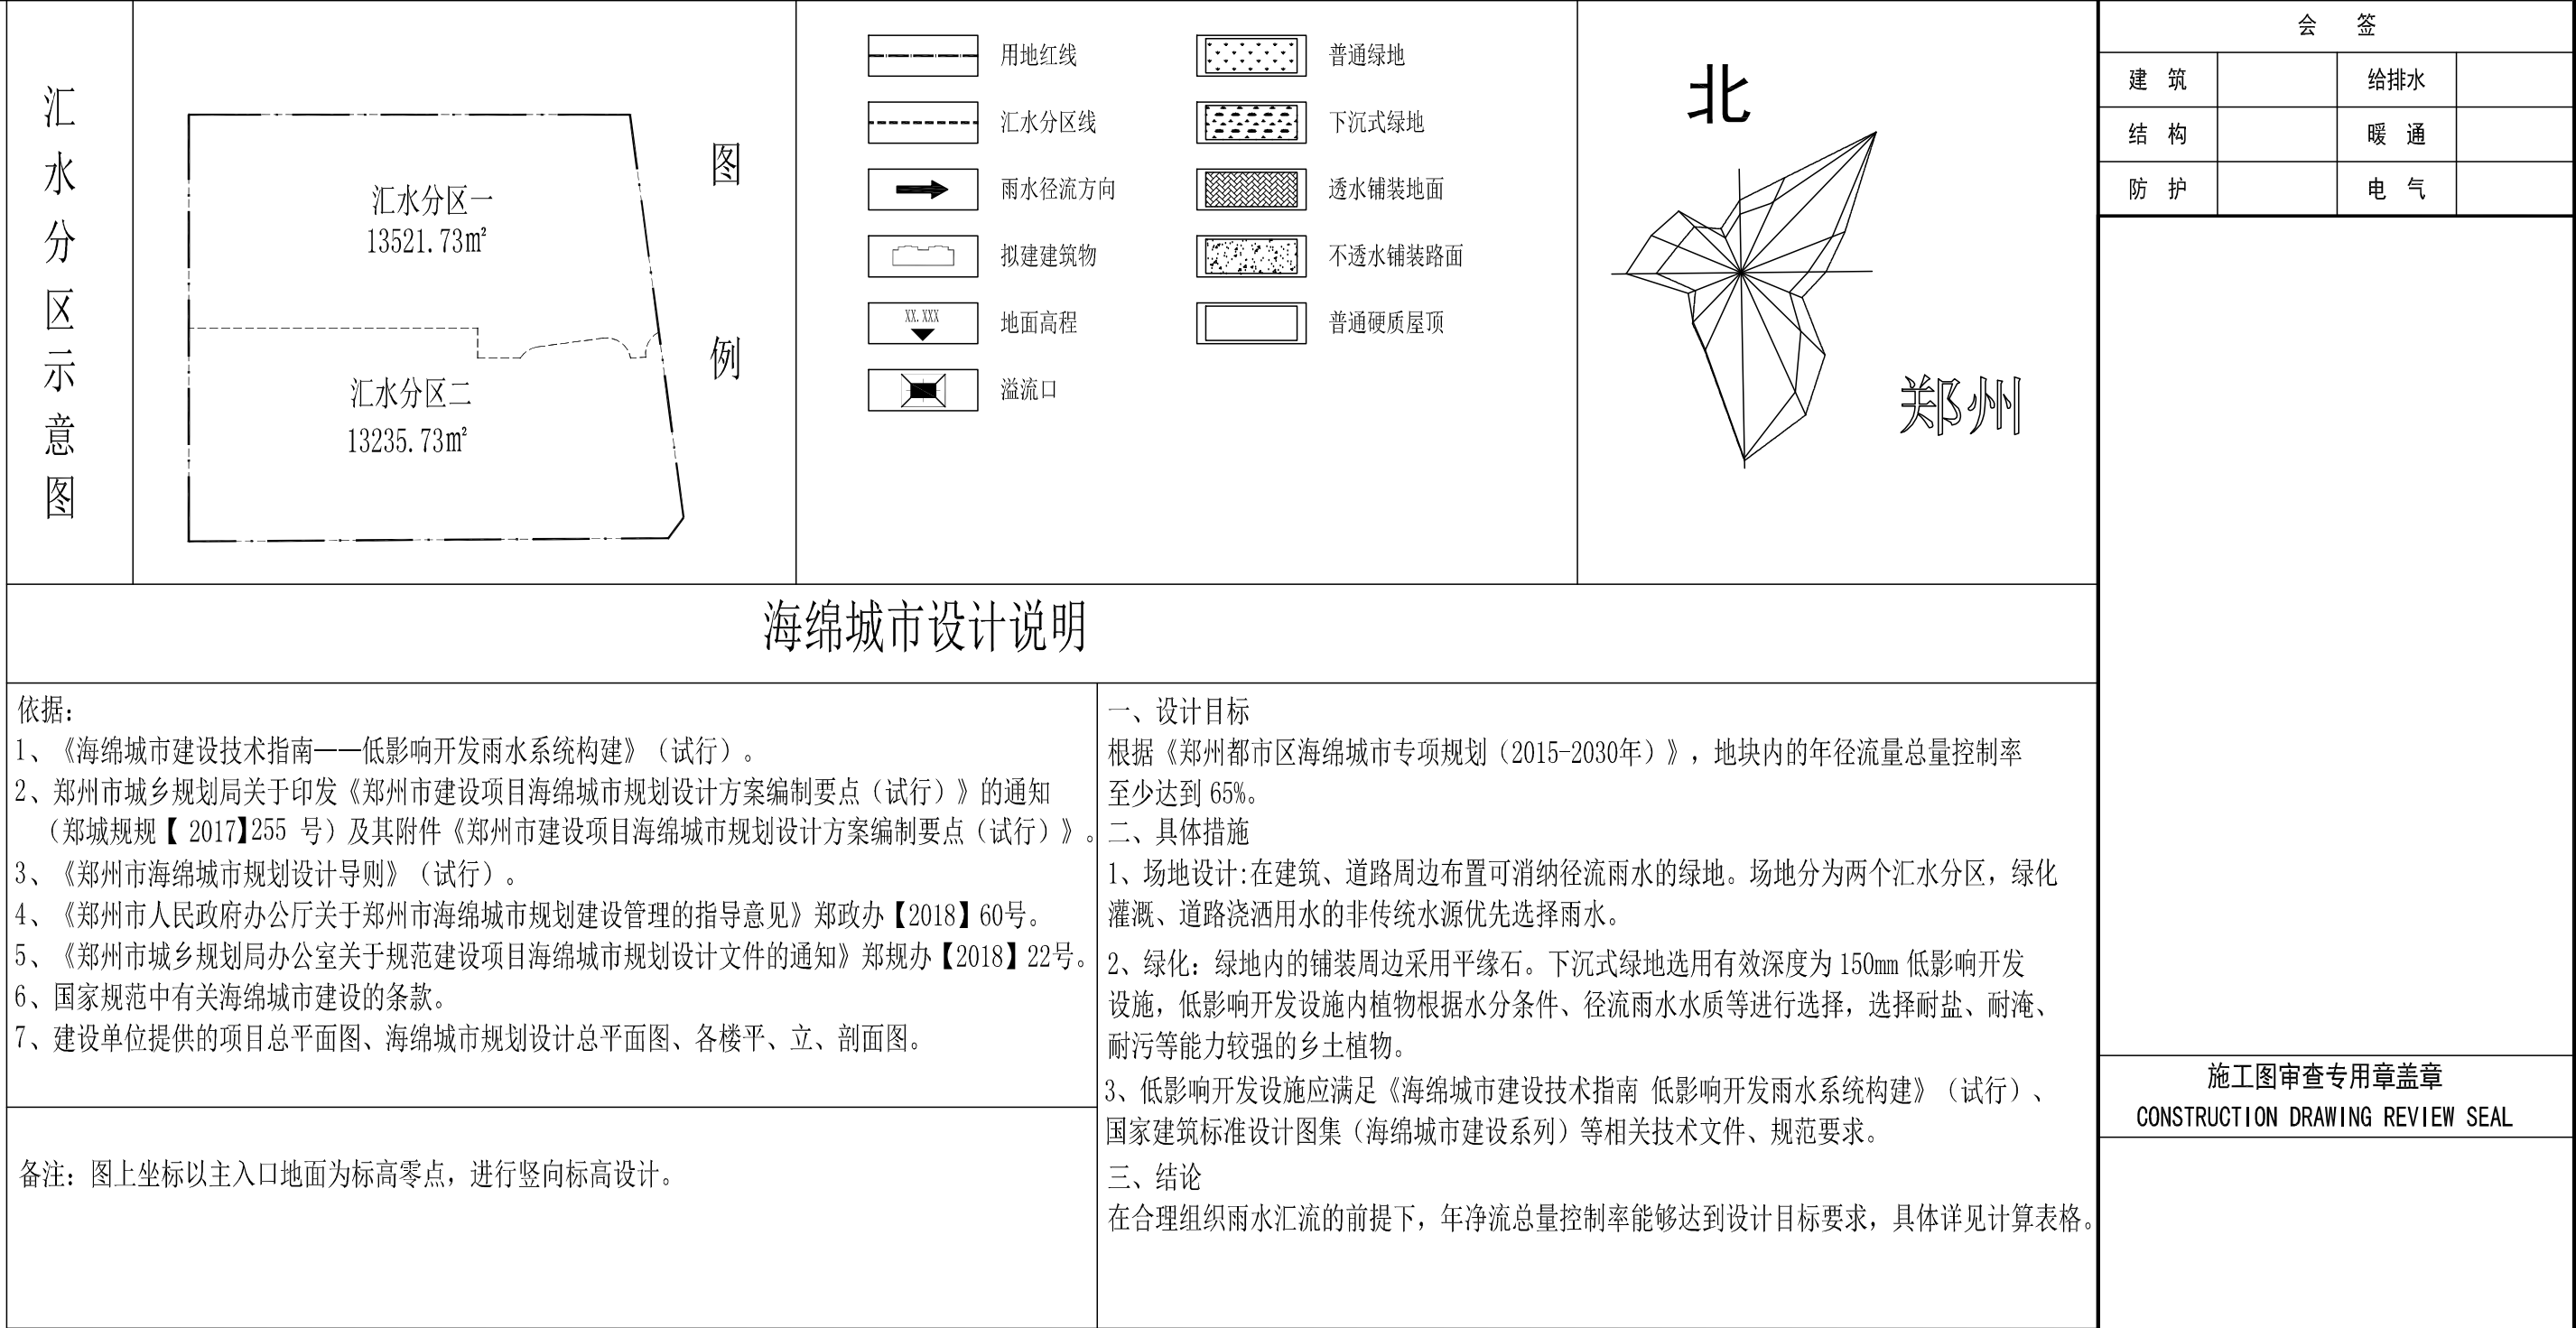 汇水分区示意图
汇水分区一
13521.73㎡
汇水分区二
13235.73㎡
图例
用地红线
汇水分区线
雨水径流方向
拟建建筑物
XX.XXX
地面高程
溢流口
普通绿地
下沉式绿地
透水铺装地面
不透水铺装路面
普通硬质屋顶
北
郑州
会 签
建 筑 给排水
结 构 暖 通
防 护 电 气
海绵城市设计说明
依据:
1、《海绵城市建设技术指南——低影响开发雨水系统构建》（试行）。
2、郑州市城乡规划局关于印发《郑州市建设项目海绵城市规划设计方案编制要点（试行）》的通知
（郑城规规【 2017】255 号）及其附件《郑州市建设项目海绵城市规划设计方案编制要点（试行）》。
3、《郑州市海绵城市规划设计导则》（试行）。
4、《郑州市人民政府办公厅关于郑州市海绵城市规划建设管理的指导意见》郑政办【2018】60号。
5、《郑州市城乡规划局办公室关于规范建设项目海绵城市规划设计文件的通知》郑规办【2018】22号。
6、国家规范中有关海绵城市建设的条款。
7、建设单位提供的项目总平面图、海绵城市规划设计总平面图、各楼平、立、剖面图。
备注: 图上坐标以主入口地面为标高零点，进行竖向标高设计。
一、设计目标
根据《郑州都市区海绵城市专项规划（2015-2030年）》，地块内的年径流量总量控制率
至少达到 65%。
二、具体措施
1、场地设计:在建筑、道路周边布置可消纳径流雨水的绿地。场地分为两个汇水分区，绿化
灌溉、道路浇洒用水的非传统水源优先选择雨水。
2、绿化: 绿地内的铺装周边采用平缘石。下沉式绿地选用有效深度为 150mm 低影响开发
设施，低影响开发设施内植物根据水分条件、径流雨水水质等进行选择，选择耐盐、耐淹、
耐污等能力较强的乡土植物。
3、低影响开发设施应满足《海绵城市建设技术指南 低影响开发雨水系统构建》（试行）、
国家建筑标准设计图集（海绵城市建设系列）等相关技术文件、规范要求。
三、结论
在合理组织雨水汇流的前提下，年净流总量控制率能够达到设计目标要求，具体详见计算表格。
施工图审查专用章盖章
CONSTRUCTION DRAWING REVIEW SEAL